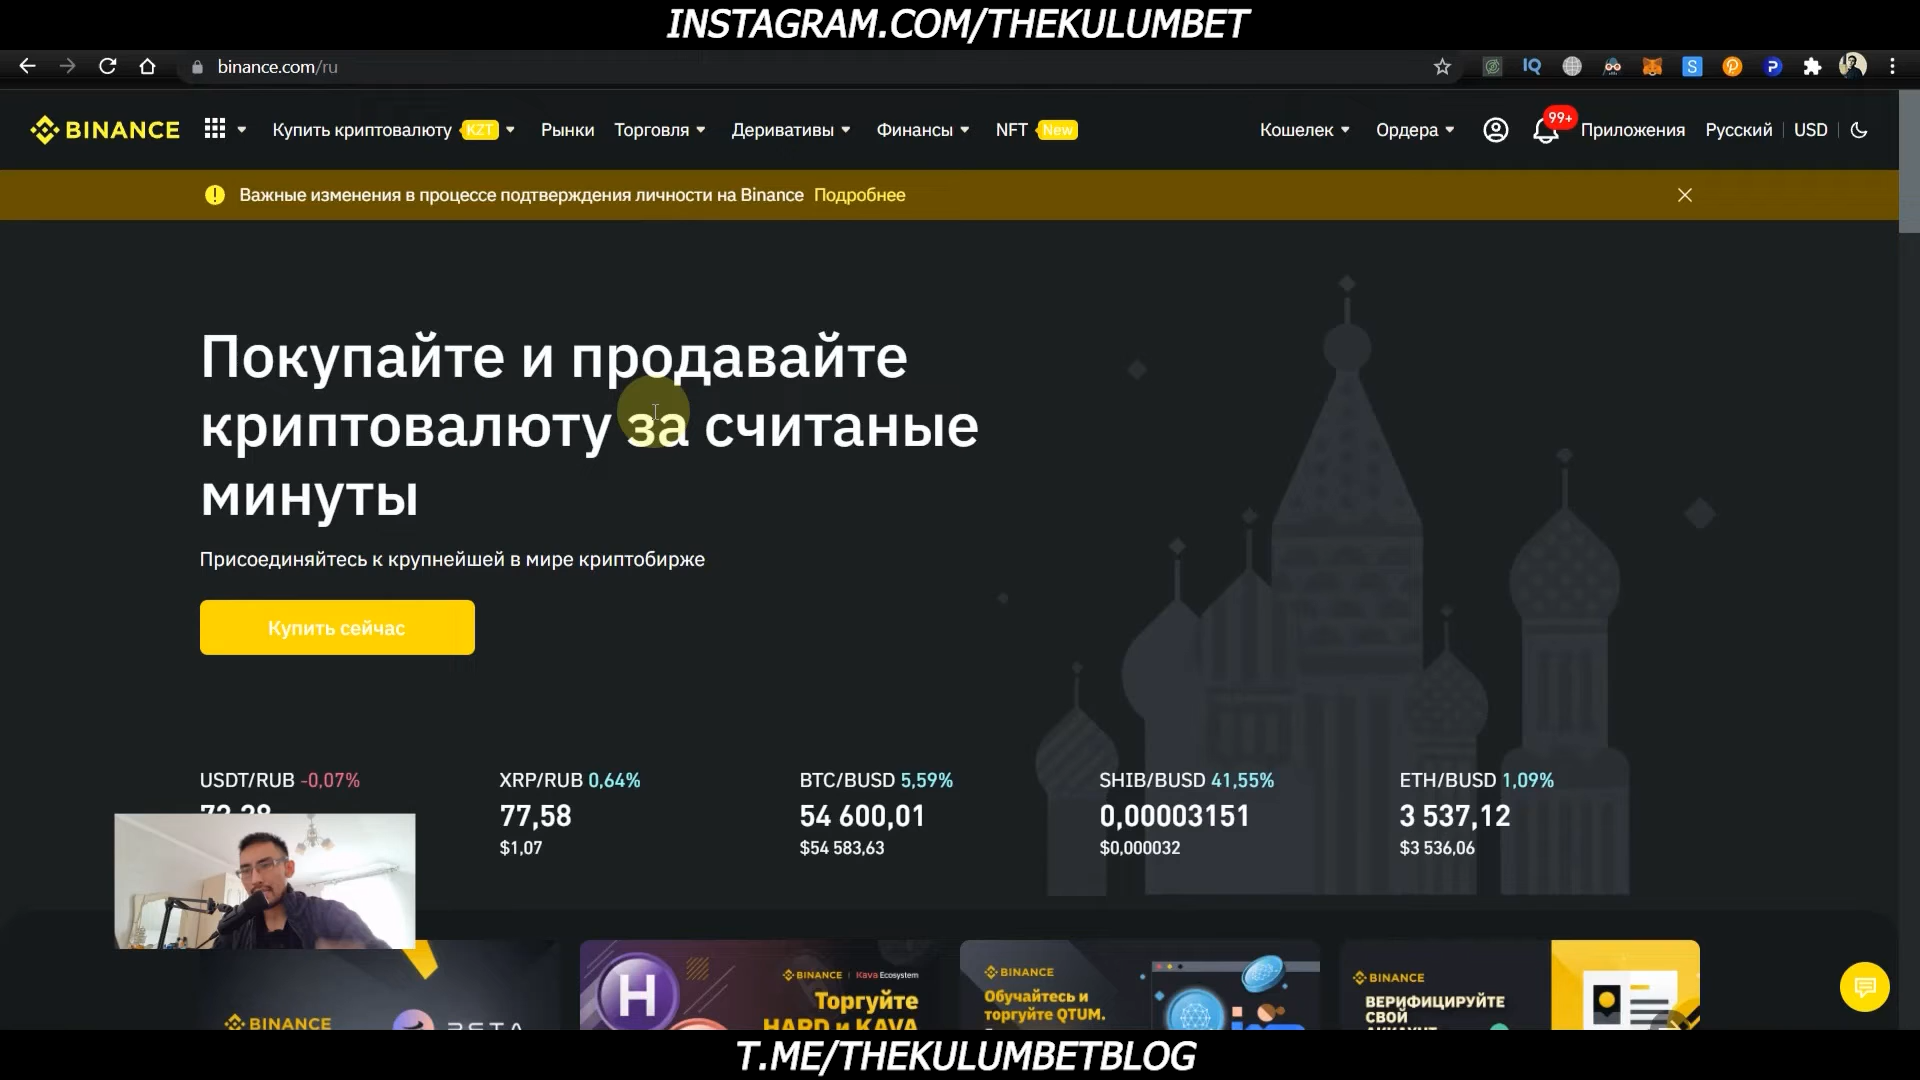 INSTAGRAM.COM/THEKULUMBET
binance.com/ru
IQ
S
P
BINANCE
Купить криптовалюту KZT
Рынки
Торговля
Деривативы
Финансы
NFT New
Кошелек
Ордера
99+
Приложения
Русский
USD
Важные изменения в процессе подтверждения личности на Binance Подробнее
Покупайте и продавайте
криптовалюту за считаные
минуты
Присоединяйтесь к крупнейшей в мире криптобирже
Купить сейчас
USDT/RUB -0,07%
XRP/RUB 0,64%
77,58
$1,07
BTC/BUSD 5,59%
54 600,01
$54 583,63
SHIB/BUSD 41,55%
0,00003151
$0,000032
ETH/BUSD 1,09%
3 537,12
$3 536,06
BINANCE
BETA
H
BINANCE | Kava Ecosystem
Торгуйте
HARD и KAVA
BINANCE
Обучайтесь и
торгуйте QTUM.
BINANCE
ВЕРИФИЦИРУЙТЕ
СВОЙ
АККАУНТ
T.ME/THEKULUMBETBLOG